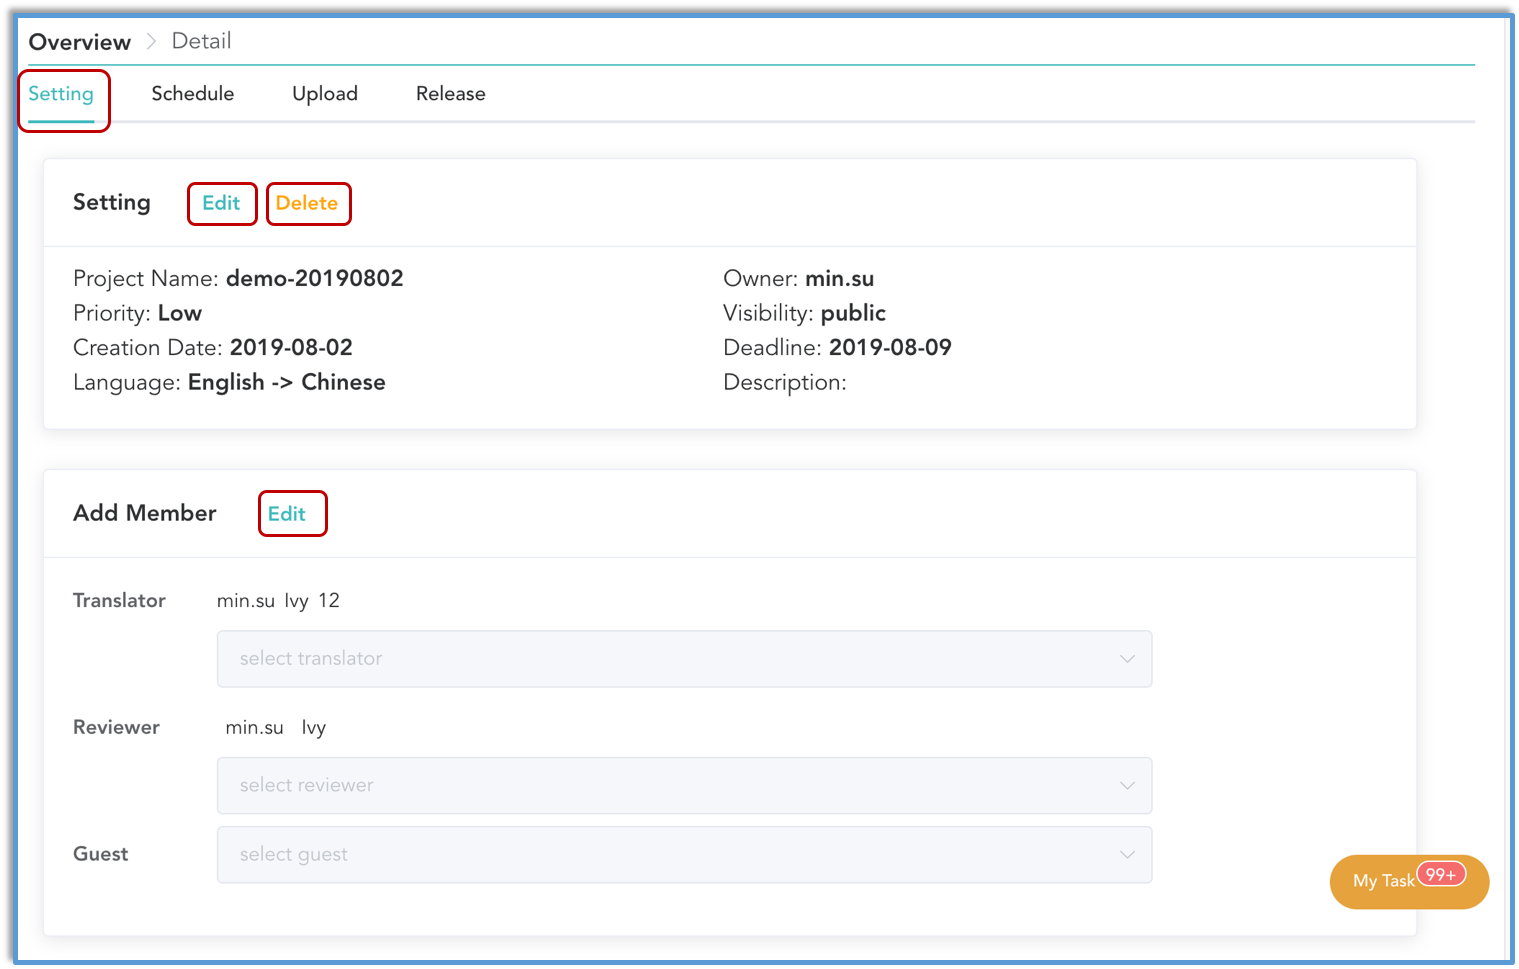 Overview > Detail
Setting Schedule Upload Release
Setting Edit Delete
Project Name: demo-20190802
Owner: min.su
Priority: Low
Visibility: public
Creation Date: 2019-08-02
Deadline: 2019-08-09
Language: English -> Chinese
Description:
Add Member Edit
Translator min.su Ivy 12
select translator
Reviewer min.su Ivy
select reviewer
Guest select guest
My Task 99+